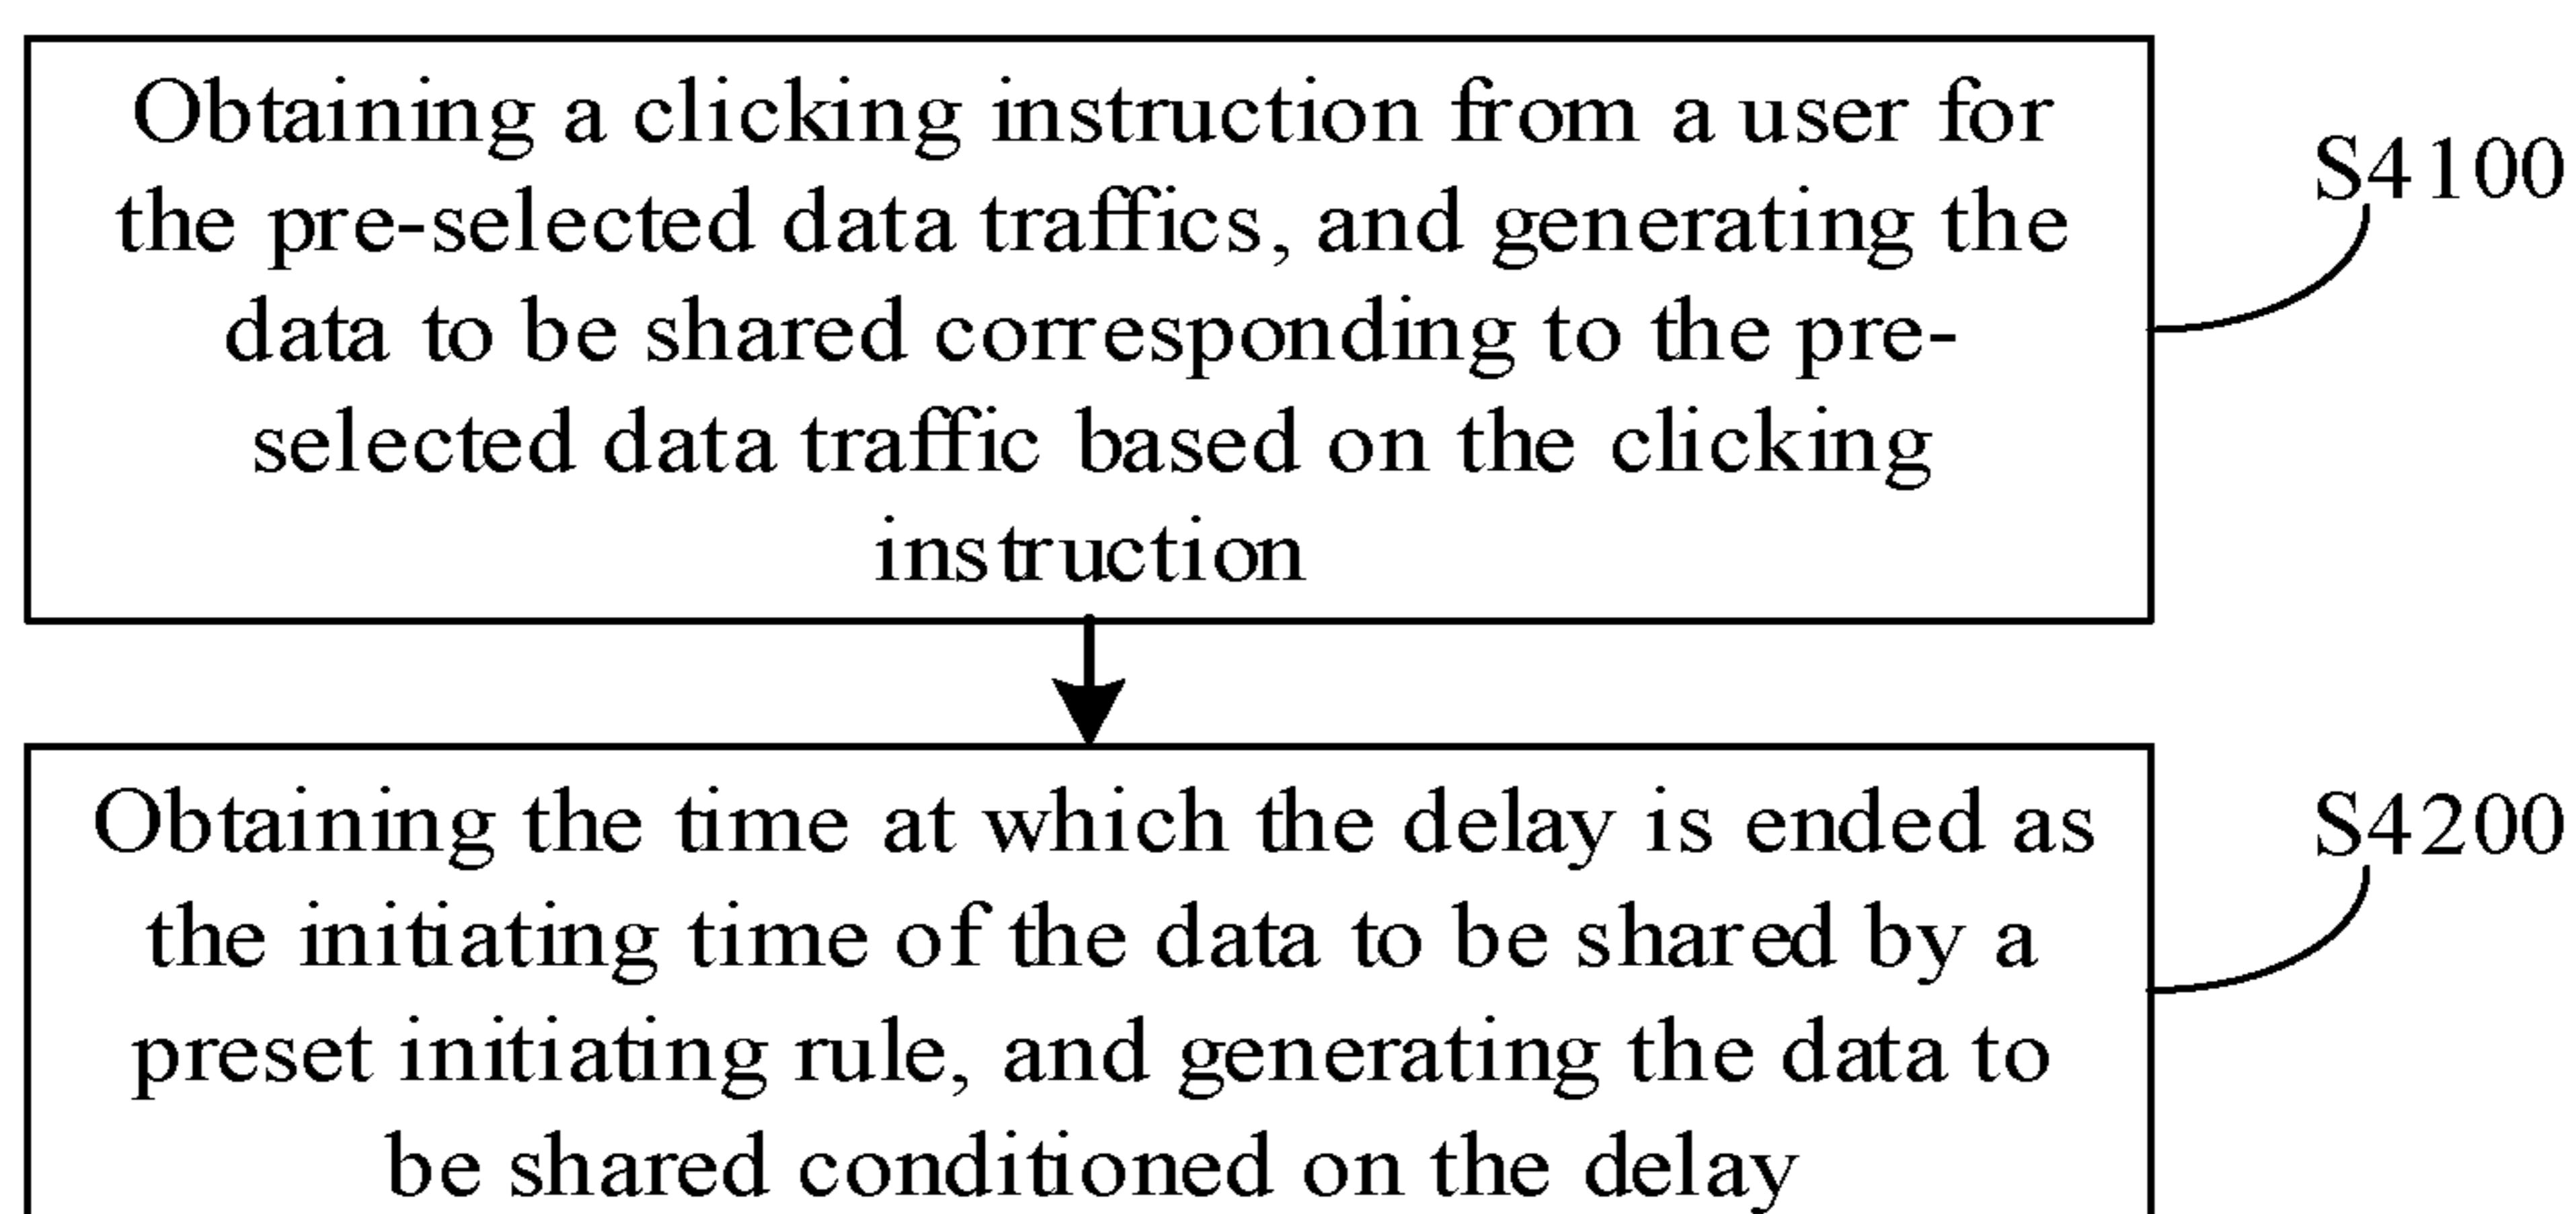 Obtaining a clicking instruction from a user for
the pre-selected data traffics, and generating the
data to be shared corresponding to the pre-
selected data traffic based on the clicking
instruction
S4100
Obtaining the time at which the delay is ended as
the initiating time of the data to be shared by a
preset initiating rule, and generating the data to
be shared conditioned on the delay
S4200